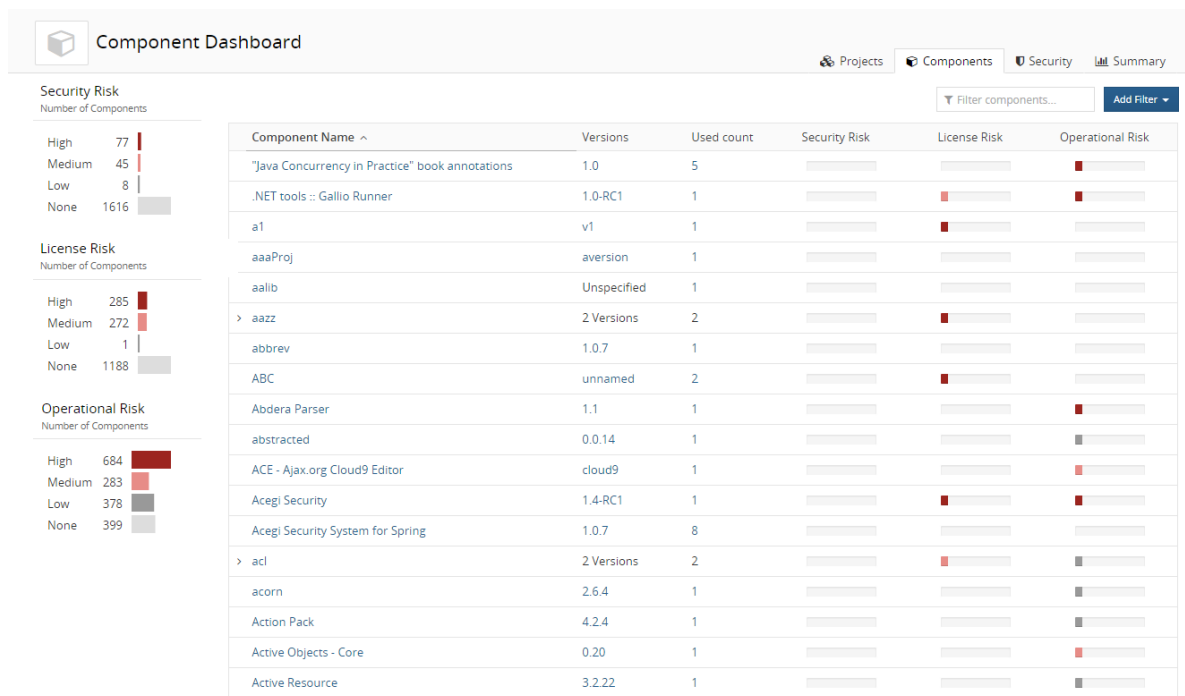 Component Dashboard
Projects Components Security Summary
Security Risk
Number of Components
High 77
Medium 45
Low 8
None 1616
License Risk
Number of Components
High 285
Medium 272
Low 1
None 1188
Operational Risk
Number of Components
High 684
Medium 283
Low 378
None 399
Filter components... Add Filter
Component Name Versions Used count Security Risk License Risk Operational Risk
"Java Concurrency in Practice" book annotations 1.0 5
.NET tools :: Gallio Runner 1.0-RC1 1
a1 v1 1
aaaProj aversion 1
aalib Unspecified 1
aazz 2 Versions 2
abbrev 1.0.7 1
ABC unnamed 2
Abdera Parser 1.1 1
abstracted 0.0.14 1
ACE - Ajax.org Cloud9 Editor cloud9 1
Acegi Security 1.4-RC1 1
Acegi Security System for Spring 1.0.7 8
acl 2 Versions 2
acorn 2.6.4 1
Action Pack 4.2.4 1
Active Objects - Core 0.20 1
Active Resource 3.2.22 1